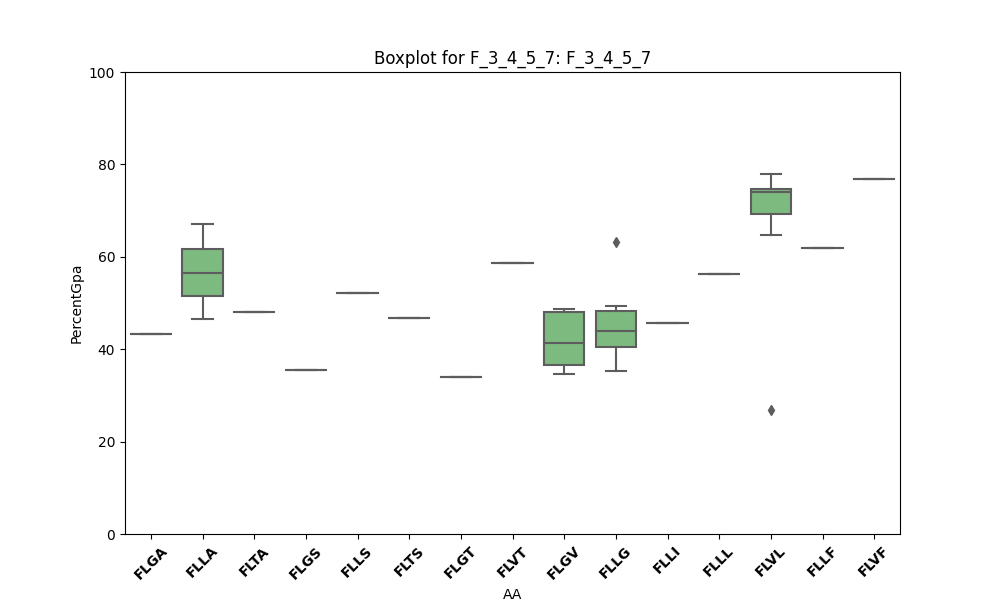 Boxplot for F_3_4_5_7: F_3_4_5_7
100
80
60
40
20
0
PercentGpa
FLGA FLLA FLTA FLGS FLLS FLTS FLGT FLVT FLGV FLLG FLLI FLLL FLVL FLLF FLVF
AA